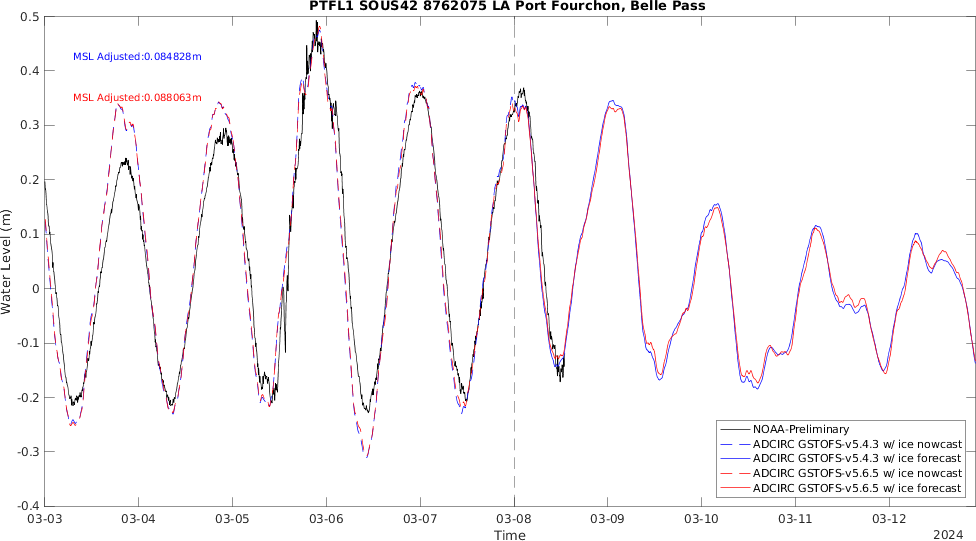 PTFL1 SOUS42 8762075 LA Port Fourchon, Belle Pass
0.5
0.4
0.3
0.2
0.1
0
-0.1
-0.2
-0.3
-0.4
Water Level (m)
MSL Adjusted:0.084828m
MSL Adjusted:0.088063m
NOAA-Preliminary
ADCIRC GSTOFS-v5.4.3 w/ ice nowcast
ADCIRC GSTOFS-v5.4.3 w/ ice forecast
ADCIRC GSTOFS-v5.6.5 w/ ice nowcast
ADCIRC GSTOFS-v5.6.5 w/ ice forecast
03-03 03-04 03-05 03-06 03-07 03-08 03-09 03-10 03-11 03-12
Time
2024